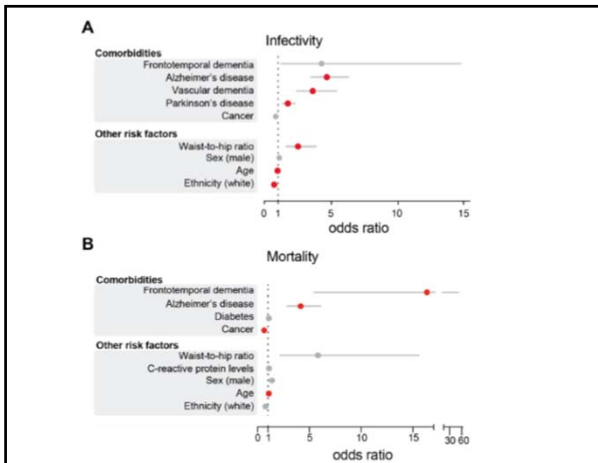 A
Infectivity
Comorbidities
Frontotemporal dementia
Alzheimer's disease
Vascular dementia
Parkinson's disease
Cancer
Other risk factors
Waist-to-hip ratio
Sex (male)
Age
Ethnicity (white)
0 1 5 10 15
odds ratio
B
Mortality
Comorbidities
Frontotemporal dementia
Alzheimer's disease
Diabetes
Cancer
Other risk factors
Waist-to-hip ratio
C-reactive protein levels
Sex (male)
Age
Ethnicity (white)
0 1 5 10 15 30 60
odds ratio